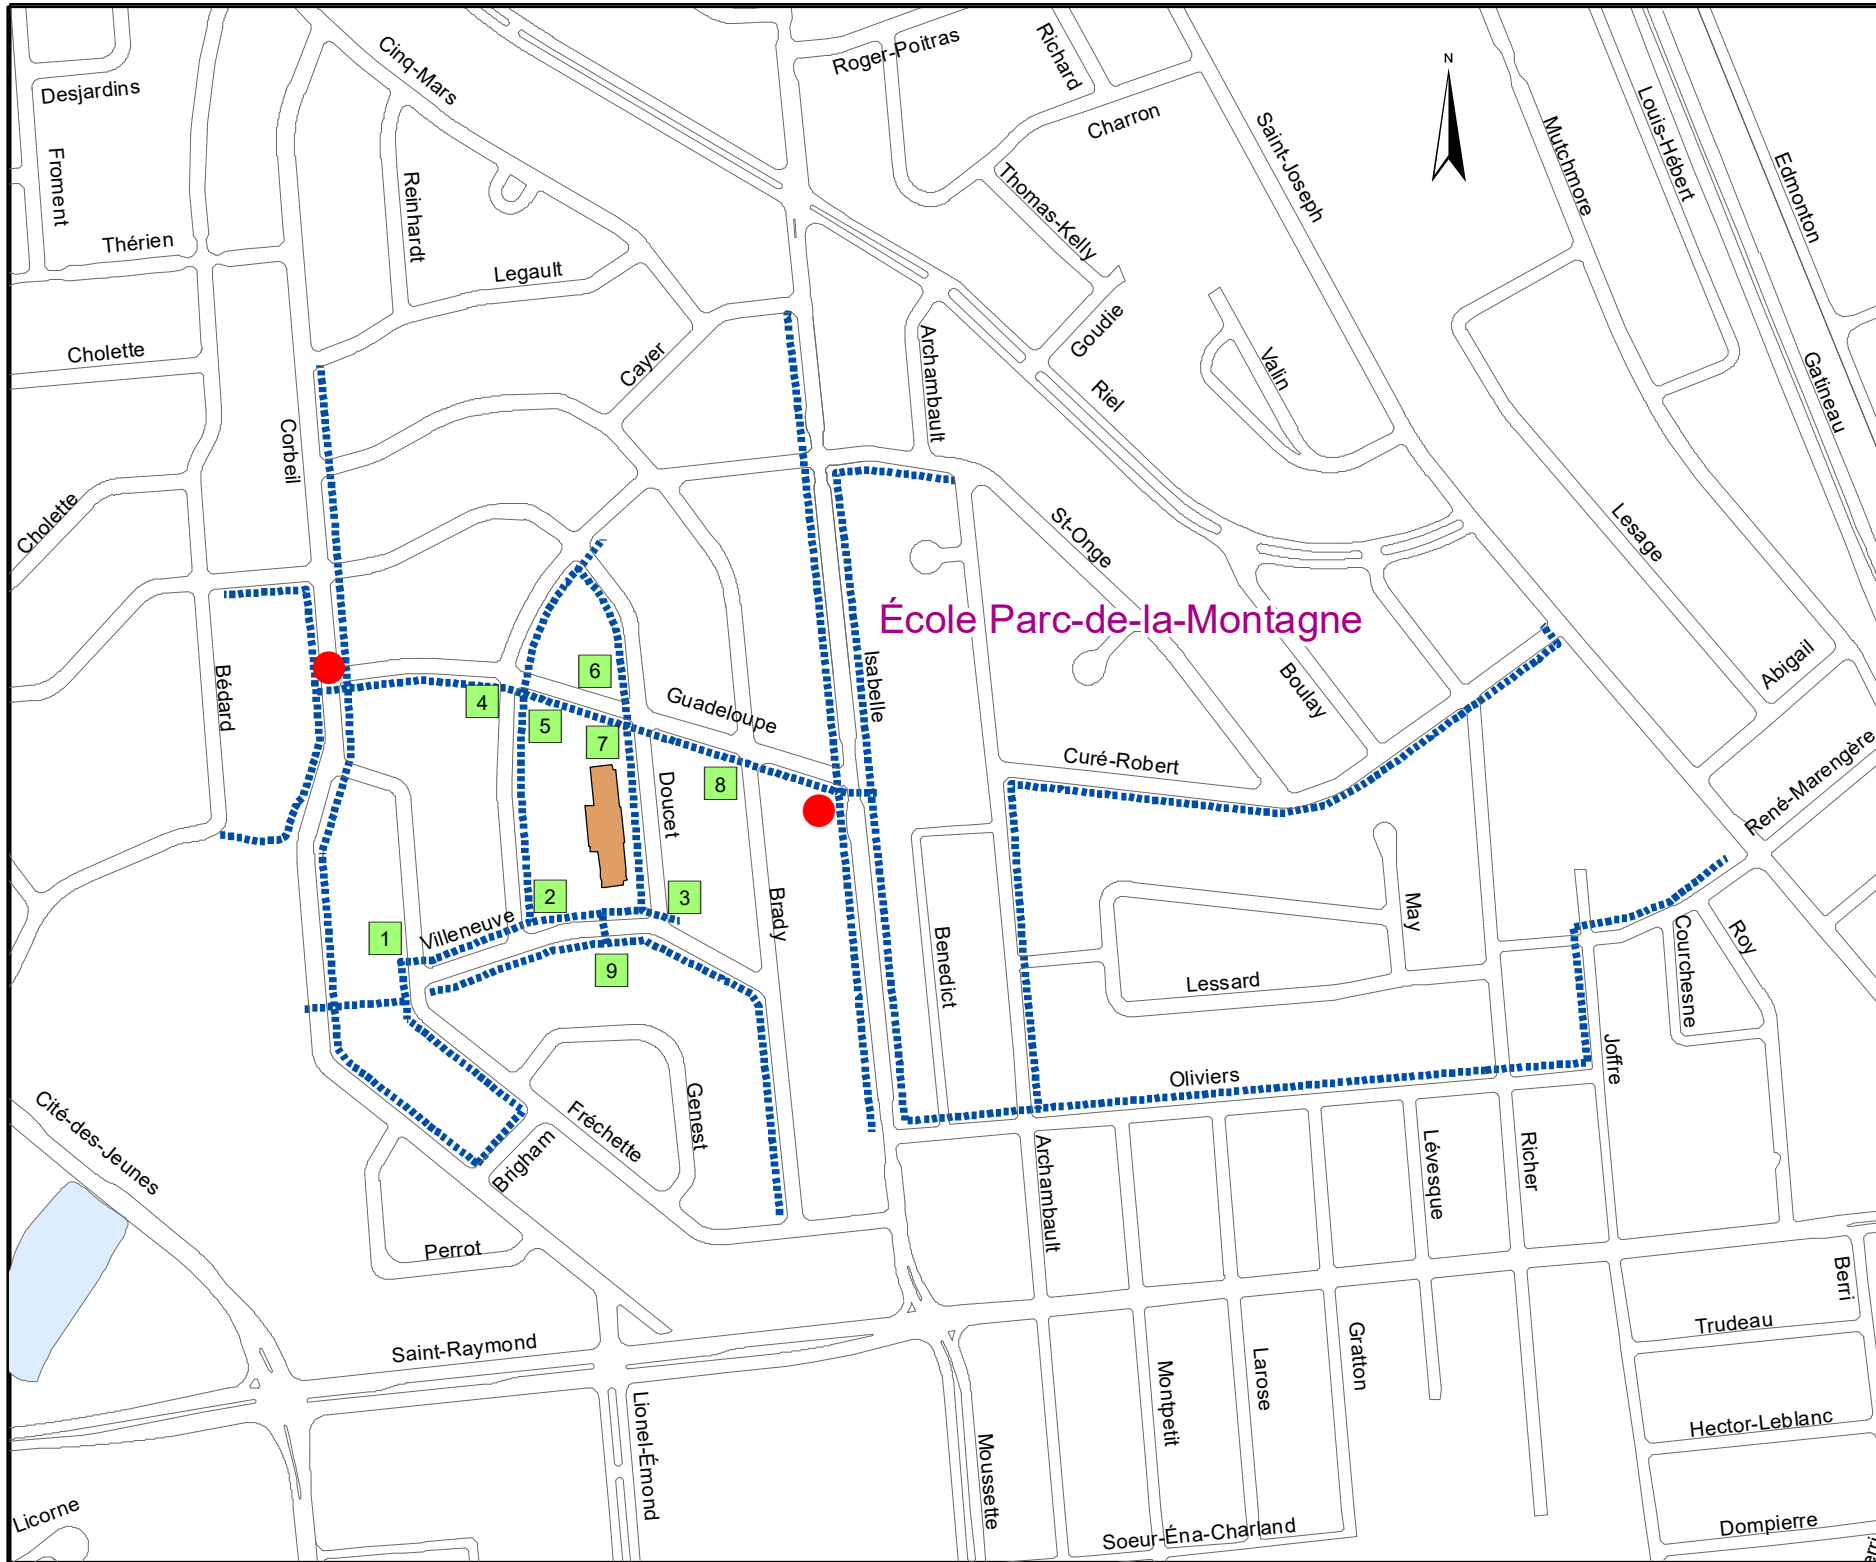 Desjardins
Cinq-Mars
Roger-Poitras
Richard
N
Charron
Saint-Joseph
Mutchmore
Louis-Hébert
Edmonton
Froment
Reinhardt
Thomas-Kelly
Thérien
Legault
Goudie
Archambault
Valin
Riel
Gatineau
Cholette
Cayer
Corbeil
Cholette
St-Onge
Lesage
École Parc-de-la-Montagne
Bédard
6
Isabelle
Boulay
Abigail
4
5
Guadeloupe
7
8
Doucet
Curé-Robert
René-Marengère
2
3
Brady
May
1
Villeneuve
Benedict
Courchesne
Roy
9
Lessard
Joffre
Oliviers
Genest
Fréchette
Cité-des-Jeunes
Brigham
Archambault
Lévesque
Richer
Perrot
Berri
Trudeau
Saint-Raymond
Gratton
Larose
Montpetit
Lionel-Émond
Moussette
Hector-Leblanc
Licorne
Soeur-Éna-Charland
Dompierre